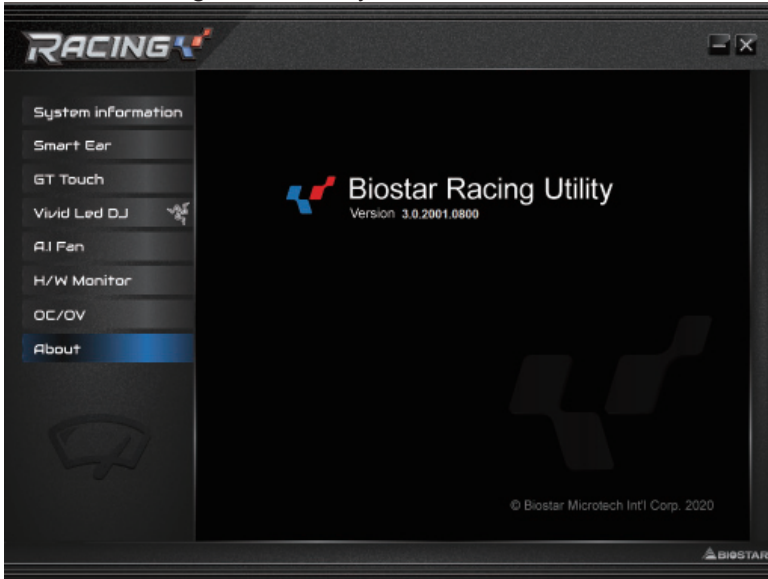 RACING
System information
Smart Ear
GT Touch
Vivid Led DJ
A.I Fan
H/W Monitor
OC/OV
About
Biostar Racing Utility
Version 3.0.2001.0800
© Biostar Microtech Int'l Corp. 2020
BIOSTAR